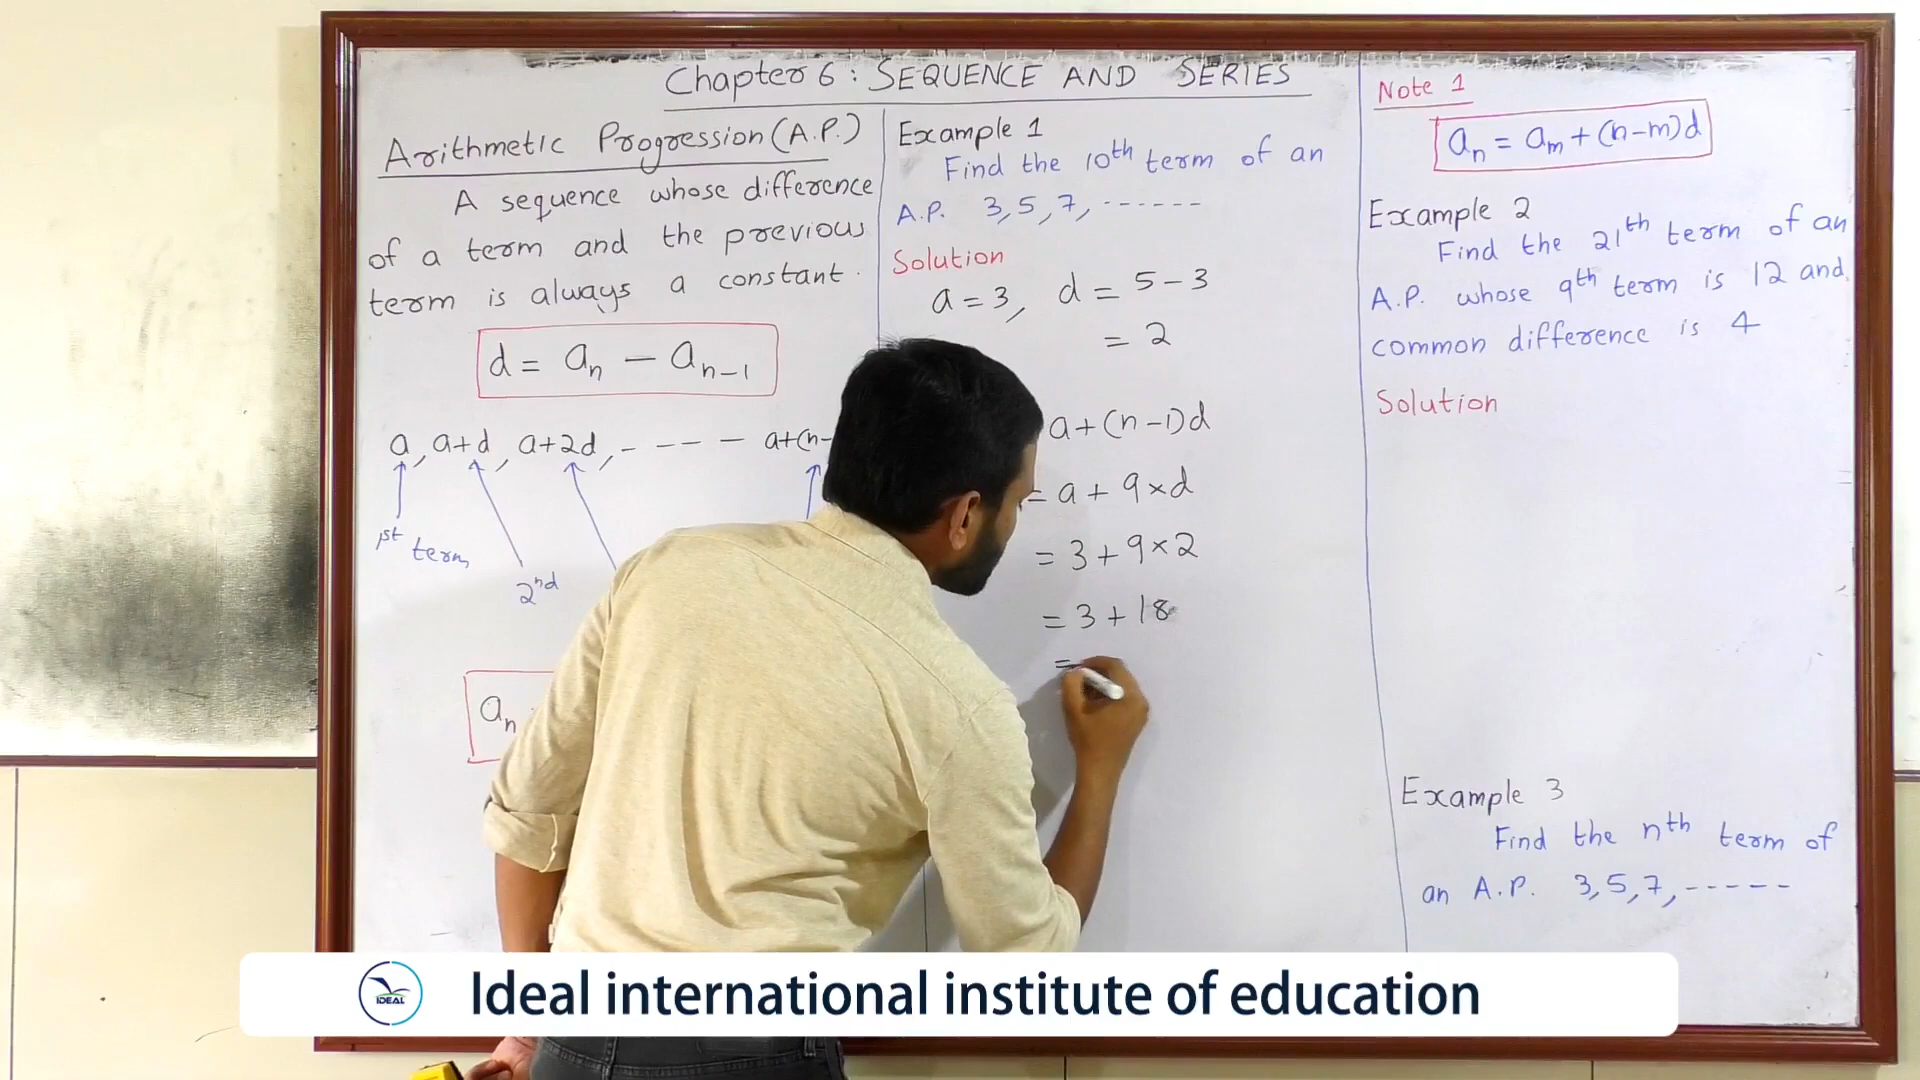 Chapter 6 : SEQUENCE AND SERIES
Arithmetic Progression (A.P.)
A sequence whose difference
of a term and the previous
term is always a constant.
d = aₙ − aₙ₋₁
a, a+d, a+2d, - - - - a+(n-
1st term
2nd
aₙ
Example 1
Find the 10th term of an
A.P. 3, 5, 7, - - - - - -
Solution
a = 3, d = 5 - 3
= 2
a + (n-1)d
= a + 9×d
= 3 + 9×2
= 3 + 18
=
Note 1
aₙ = aₘ + (n-m)d
Example 2
Find the 21th term of an
A.P. whose 9th term is 12 and
common difference is 4
Solution
Example 3
Find the nth term of
an A.P. 3, 5, 7, - - - - -
IDEAL
Ideal international institute of education